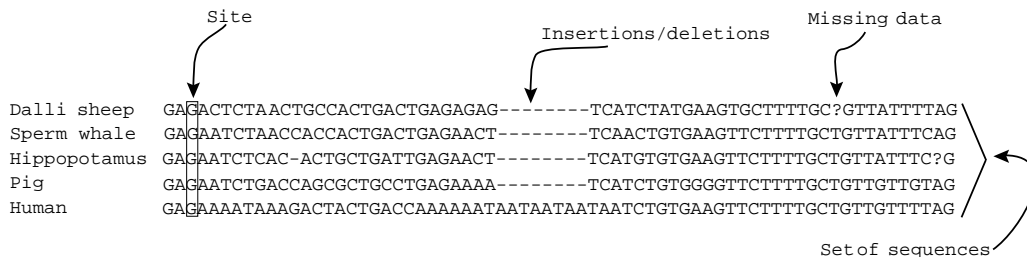 Site
Insertions/deletions
Missing data
Dalli sheep GAGACTCTAACTGCCACTGACTGAGAGAG---------TCATCTATGAAGTGCTTTTGC?GTTATTTTAG
Sperm whale GAGAATCTAACCACCACTGACTGAGAACT---------TCAACTGTGAAGTTCTTTTGCTGTTATTTCAG
Hippopotamus GAGAATCTCAC-ACTGCTGATTGAGAACT---------TCATGTGTGAAGTTCTTTTGCTGTTATTTC?G
Pig GAGAATCTGACCAGCGCTGCCTGAGAAAA---------TCATCTGTGGGGTTCTTTTGCTGTTGTTGTAG
Human GAGAAAATAAAGACTACTGACCAAAAAATAATAATAATAATCTGTGAAGTTCTTTTGCTGTTGTTTTAG
Set of sequences